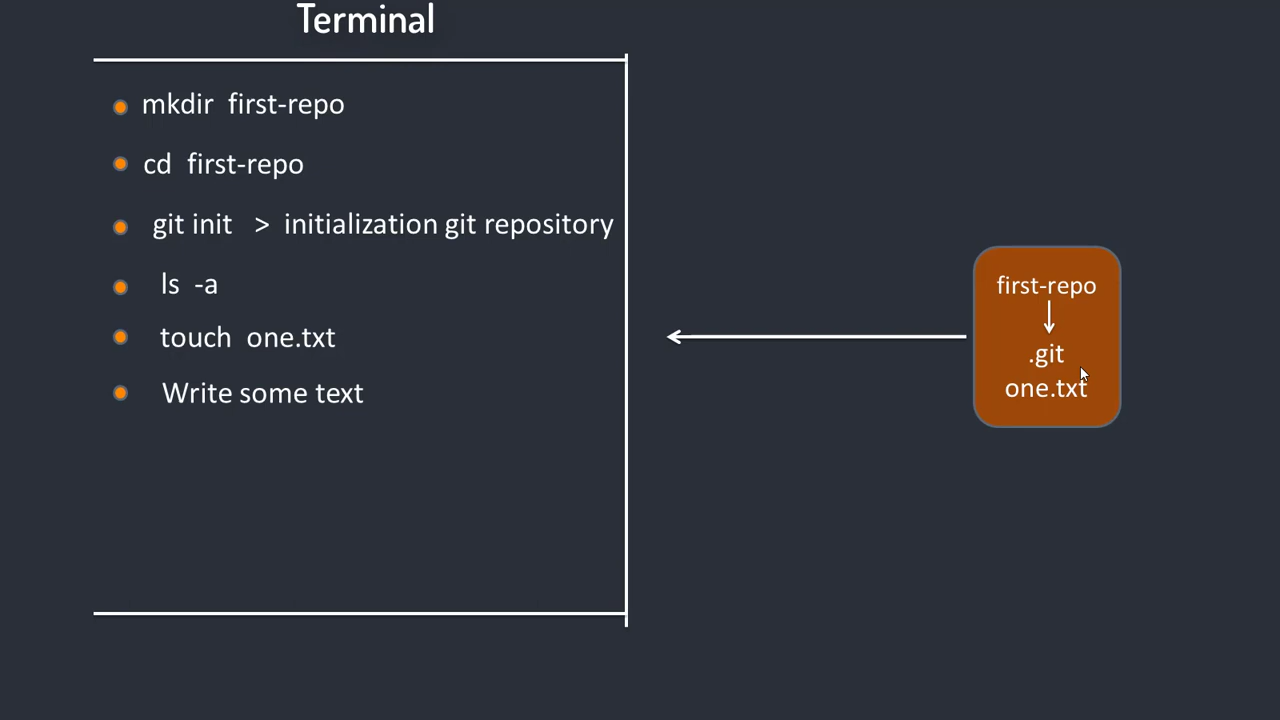 Terminal
mkdir first-repo
cd first-repo
git init > initialization git repository
ls -a
touch one.txt
Write some text
first-repo
.git
one.txt